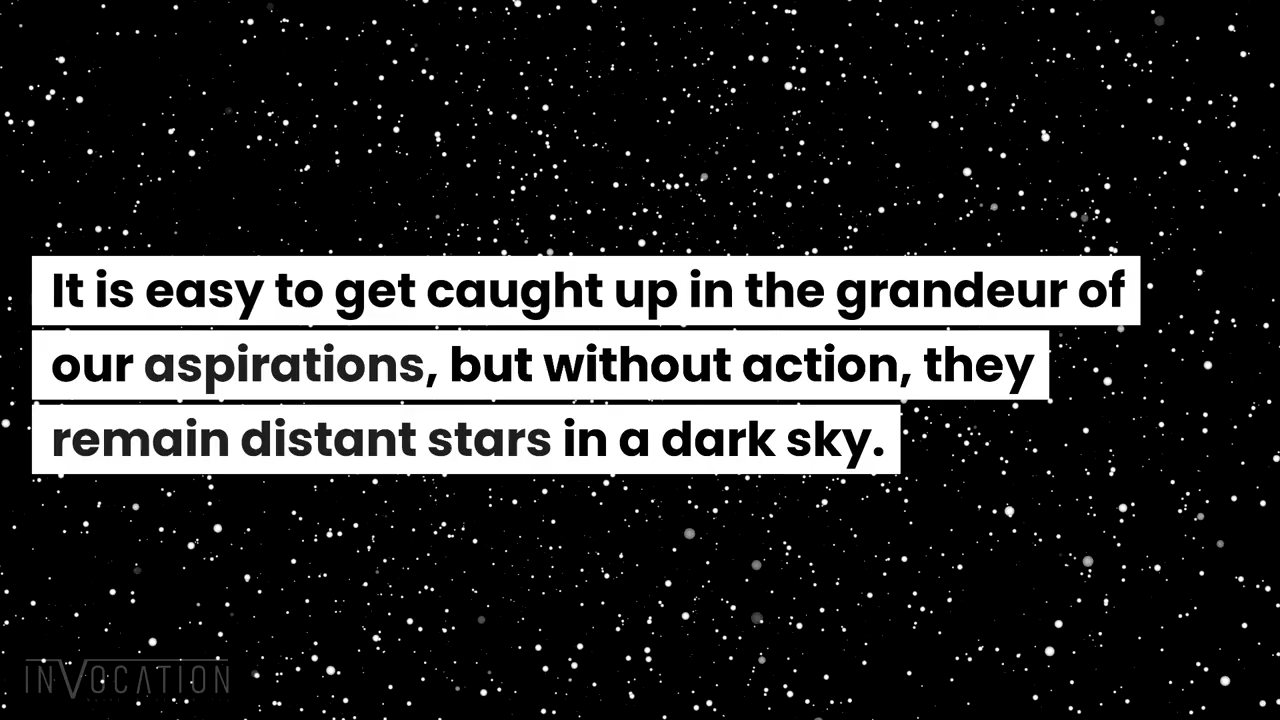 It is easy to get caught up in the grandeur of
our aspirations, but without action, they
remain distant stars in a dark sky.
INVOCATION